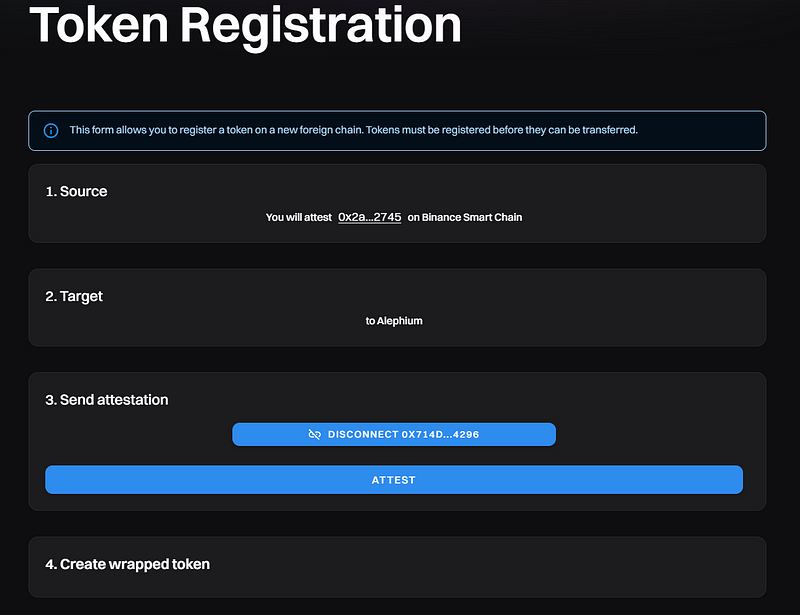 Token Registration
This form allows you to register a token on a new foreign chain. Tokens must be registered before they can be transferred.
1. Source
You will attest 0x2a...2745 on Binance Smart Chain
2. Target
to Alephium
3. Send attestation
DISCONNECT 0X714D...4296
ATTEST
4. Create wrapped token